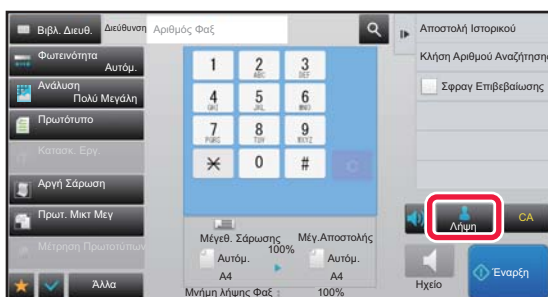 Βιβλ. Διευθ.
Διεύθυνση
Αριθμός Φαξ
Φωτεινότητα
Αυτόμ.
Ανάλυση
Πολύ Μεγάλη
Πρωτότυπο
Κατασκ. Εργ.
Αργή Σάρωση
Πρωτ. Μικτ Μεγ
Μέτρηση Πρωτοτύπων
Άλλα
1 2 3
ABC DEF
4 5 6
GHI JKL MNO
7 8 9
PQRS TUV WXYZ
0 #
C
Μέγεθ. Σάρωσης
100%
Μέγ.Αποστολής
Αυτόμ.
A4
Αυτόμ.
A4
Μνήμη λήψης Φαξ : 100%
Αποστολή Ιστορικού
Κλήση Αριθμού Αναζήτησης
Σφραγ Επιβεβαίωσης
Λήψη
CA
Ηχείο
Έναρξη